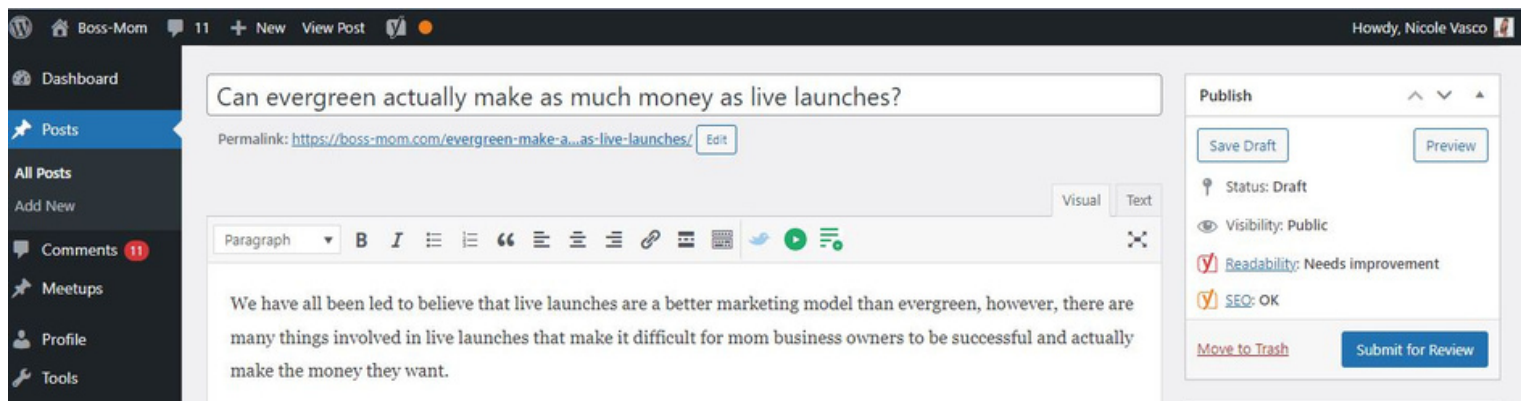 Boss-Mom 11 New View Post
Howdy, Nicole Vasco
Dashboard
Posts
All Posts
Add New
Comments 11
Meetups
Profile
Tools
Can evergreen actually make as much money as live launches?
Permalink: https://boss-mom.com/evergreen-make-a...as-live-launches/ Edit
Visual Text
Paragraph B I
We have all been led to believe that live launches are a better marketing model than evergreen, however, there are
many things involved in live launches that make it difficult for mom business owners to be successful and actually
make the money they want.
Publish
Save Draft Preview
Status: Draft
Visibility: Public
Readability: Needs improvement
SEO: OK
Move to Trash Submit for Review